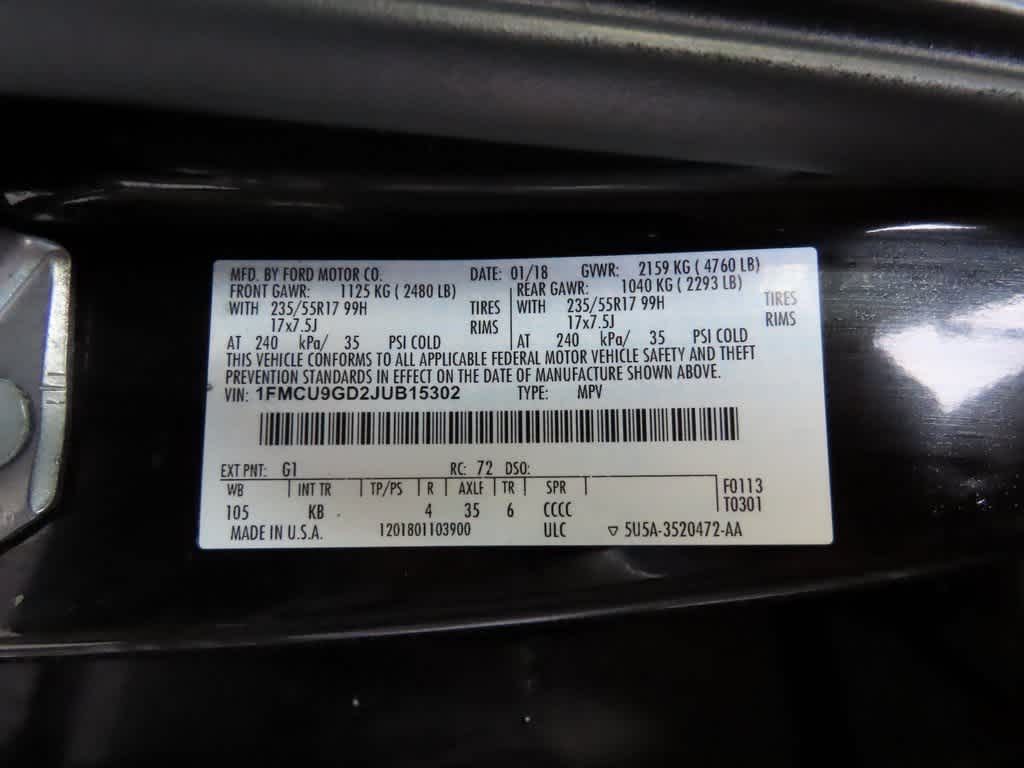 MFD. BY FORD MOTOR CO. DATE: 01/18 GVWR: 2159 KG ( 4760 LB)
FRONT GAWR: 1125 KG ( 2480 LB) REAR GAWR: 1040 KG ( 2293 LB)
WITH 235/55R17 99H TIRES 235/55R17 99H TIRES
17x7.5J RIMS 17x7.5J RIMS
AT 240 kPa/ 35 PSI COLD AT 240 kPa/ 35 PSI COLD
THIS VEHICLE CONFORMS TO ALL APPLICABLE FEDERAL MOTOR VEHICLE SAFETY AND THEFT
PREVENTION STANDARDS IN EFFECT ON THE DATE OF MANUFACTURE SHOWN ABOVE.
VIN: 1FMCU9GD2JUB15302 TYPE: MPV
EXT PNT: G1 RC: 72 DSO:
WB INT TR TP/PS R AXLE TR SPR F0113
105 KB 4 35 6 CCCC T0301
MADE IN U.S.A. 1201801103900 ULC ▽ 5U5A-3520472-AA